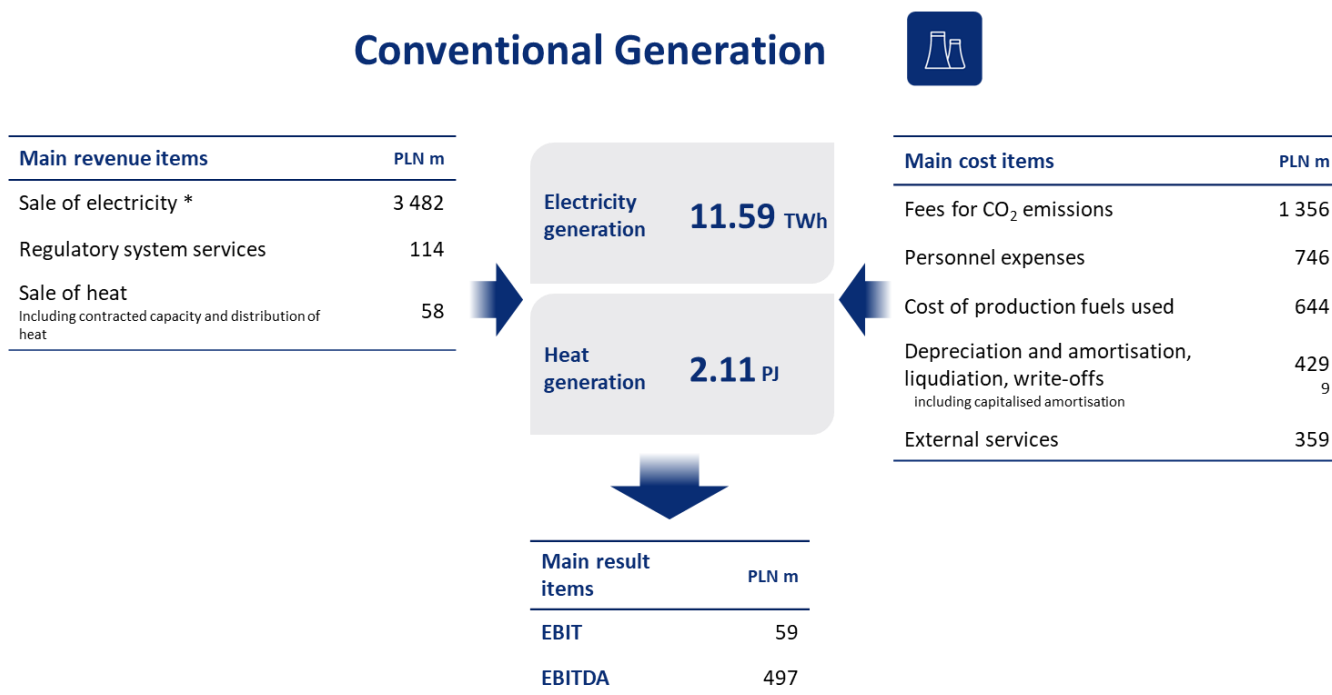 Conventional Generation
Main revenue items PLN m
Sale of electricity * 3 482
Regulatory system services 114
Sale of heat
Including contracted capacity and distribution of
heat
58
Electricity
generation
11.59 TWh
Heat
generation
2.11 PJ
Main cost items PLN m
Fees for CO₂ emissions 1 356
Personnel expenses 746
Cost of production fuels used 644
Depreciation and amortisation,
liqudiation, write-offs 429
including capitalised amortisation 9
External services 359
Main result
items
PLN m
EBIT 59
EBITDA 497